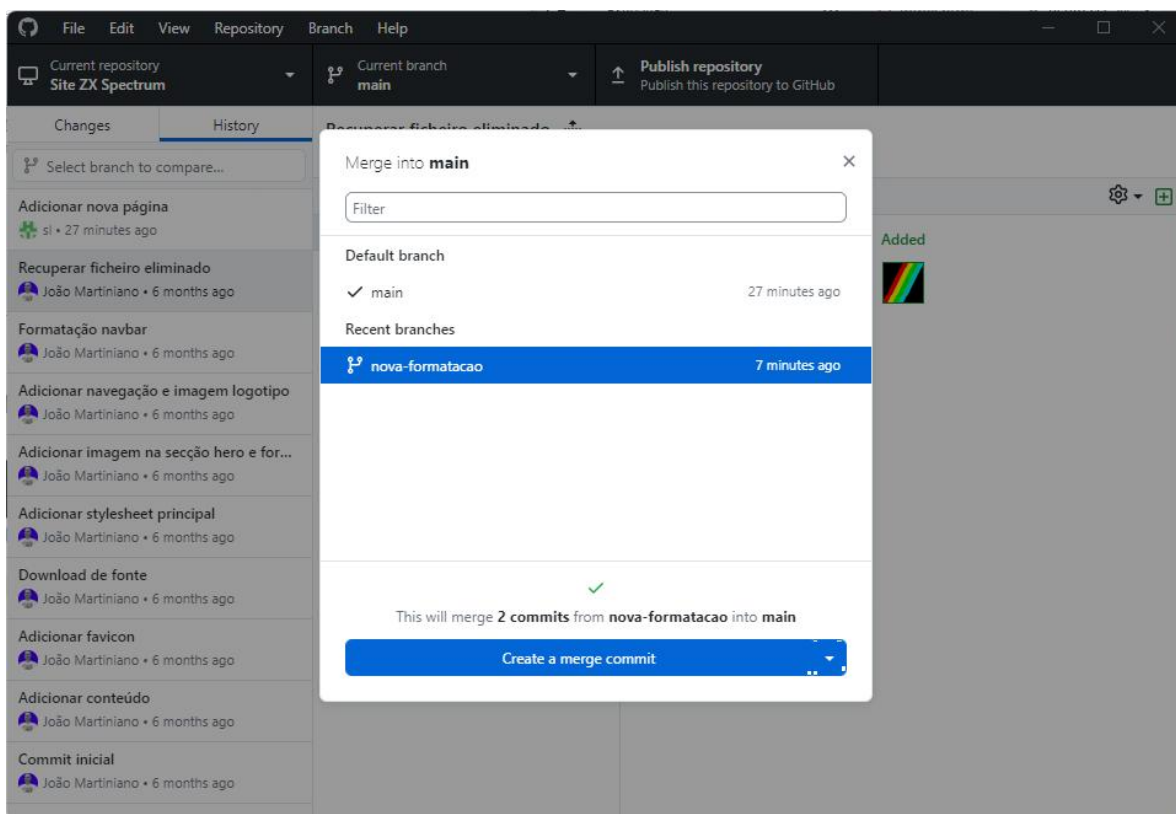 File Edit View Repository Branch Help
Current repository
Site ZX Spectrum
Current branch
main
Publish repository
Publish this repository to GitHub
Changes History
Select branch to compare...
Adicionar nova página
si • 27 minutes ago
Recuperar ficheiro eliminado
João Martiniano • 6 months ago
Formatação navbar
João Martiniano • 6 months ago
Adicionar navegação e imagem logotipo
João Martiniano • 6 months ago
Adicionar imagem na secção hero e for...
João Martiniano • 6 months ago
Adicionar stylesheet principal
João Martiniano • 6 months ago
Download de fonte
João Martiniano • 6 months ago
Adicionar favicon
João Martiniano • 6 months ago
Adicionar conteúdo
João Martiniano • 6 months ago
Commit inicial
João Martiniano • 6 months ago
Recuperar ficheiro eliminado
Merge into main
Filter
Default branch
main 27 minutes ago
Recent branches
nova-formatacao 7 minutes ago
This will merge 2 commits from nova-formatacao into main
Create a merge commit
Added